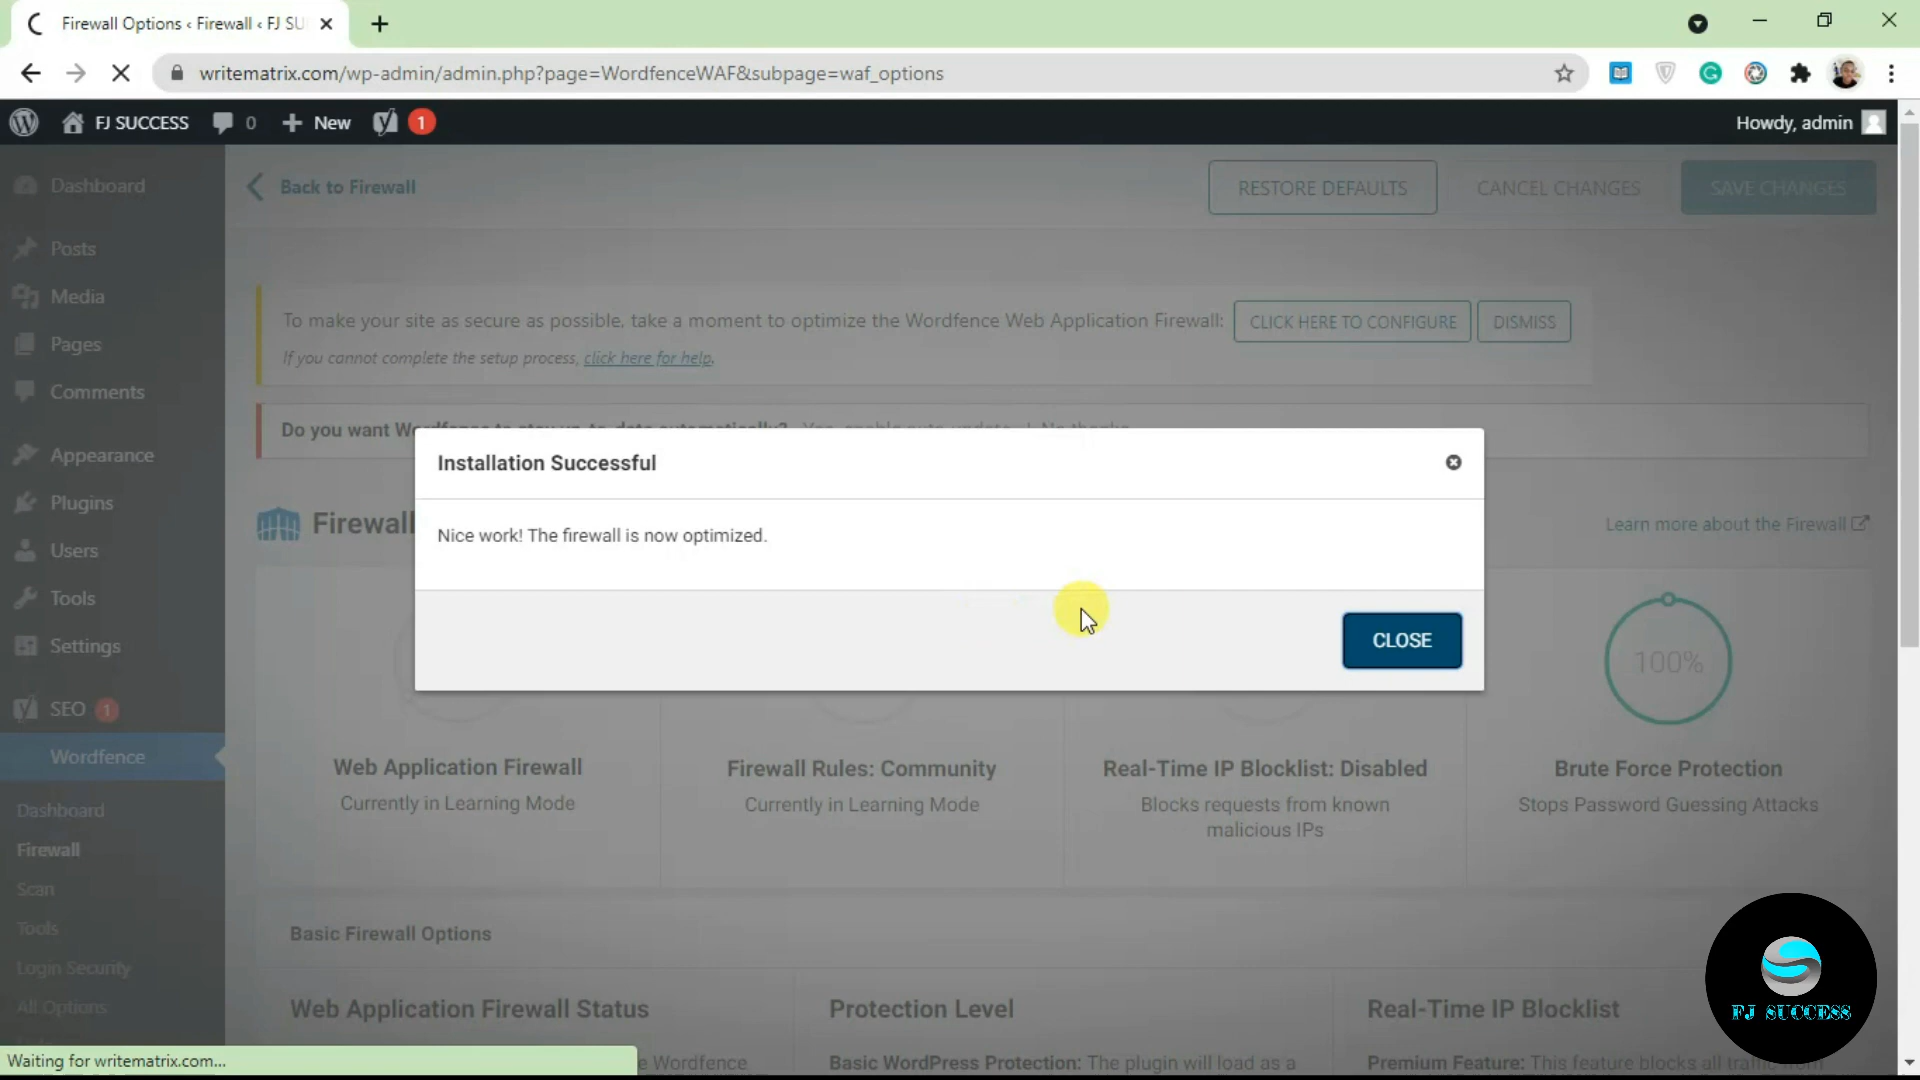 Firewall Options ‹ Firewall ‹ FJ SU
writematrix.com/wp-admin/admin.php?page=WordfenceWAF&subpage=waf_options
FJ SUCCESS
0
New
1
Howdy, admin
Dashboard
Posts
Media
Pages
Comments
Appearance
Plugins
Users
Tools
Settings
SEO 1
Wordfence
Dashboard
Firewall
Scan
Tools
Login Security
All Options
Back to Firewall
RESTORE DEFAULTS
CANCEL CHANGES
SAVE CHANGES
To make your site as secure as possible, take a moment to optimize the Wordfence Web Application Firewall:
CLICK HERE TO CONFIGURE
DISMISS
If you cannot complete the setup process, click here for help.
Do you want Wordfence to stay up-to-date automatically? Yes, enable auto-update. | No thanks.
Installation Successful
Nice work! The firewall is now optimized.
CLOSE
Firewall
Learn more about the Firewall
100%
Web Application Firewall
Currently in Learning Mode
Firewall Rules: Community
Currently in Learning Mode
Real-Time IP Blocklist: Disabled
Blocks requests from known
malicious IPs
Brute Force Protection
Stops Password Guessing Attacks
Basic Firewall Options
Web Application Firewall Status
Protection Level
Real-Time IP Blocklist
e Wordfence
Basic WordPress Protection: The plugin will load as a
Premium Feature: This feature blocks all traffic from
FJ SUCCESS
Waiting for writematrix.com...